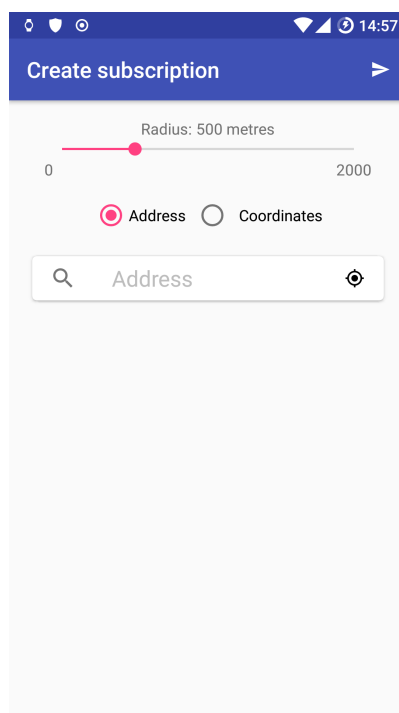 14:57
Create subscription
Radius: 500 metres
0 2000
Address Coordinates
Address